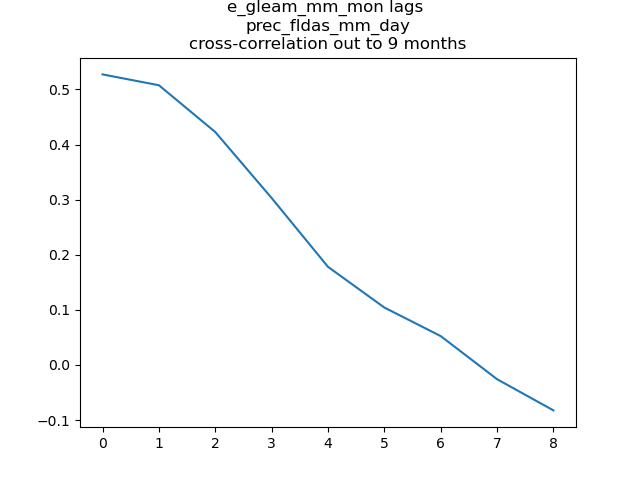 e_gleam_mm_mon lags
prec_fldas_mm_day
cross-correlation out to 9 months
0.5
0.4
0.3
0.2
0.1
0.0
−0.1
0 1 2 3 4 5 6 7 8